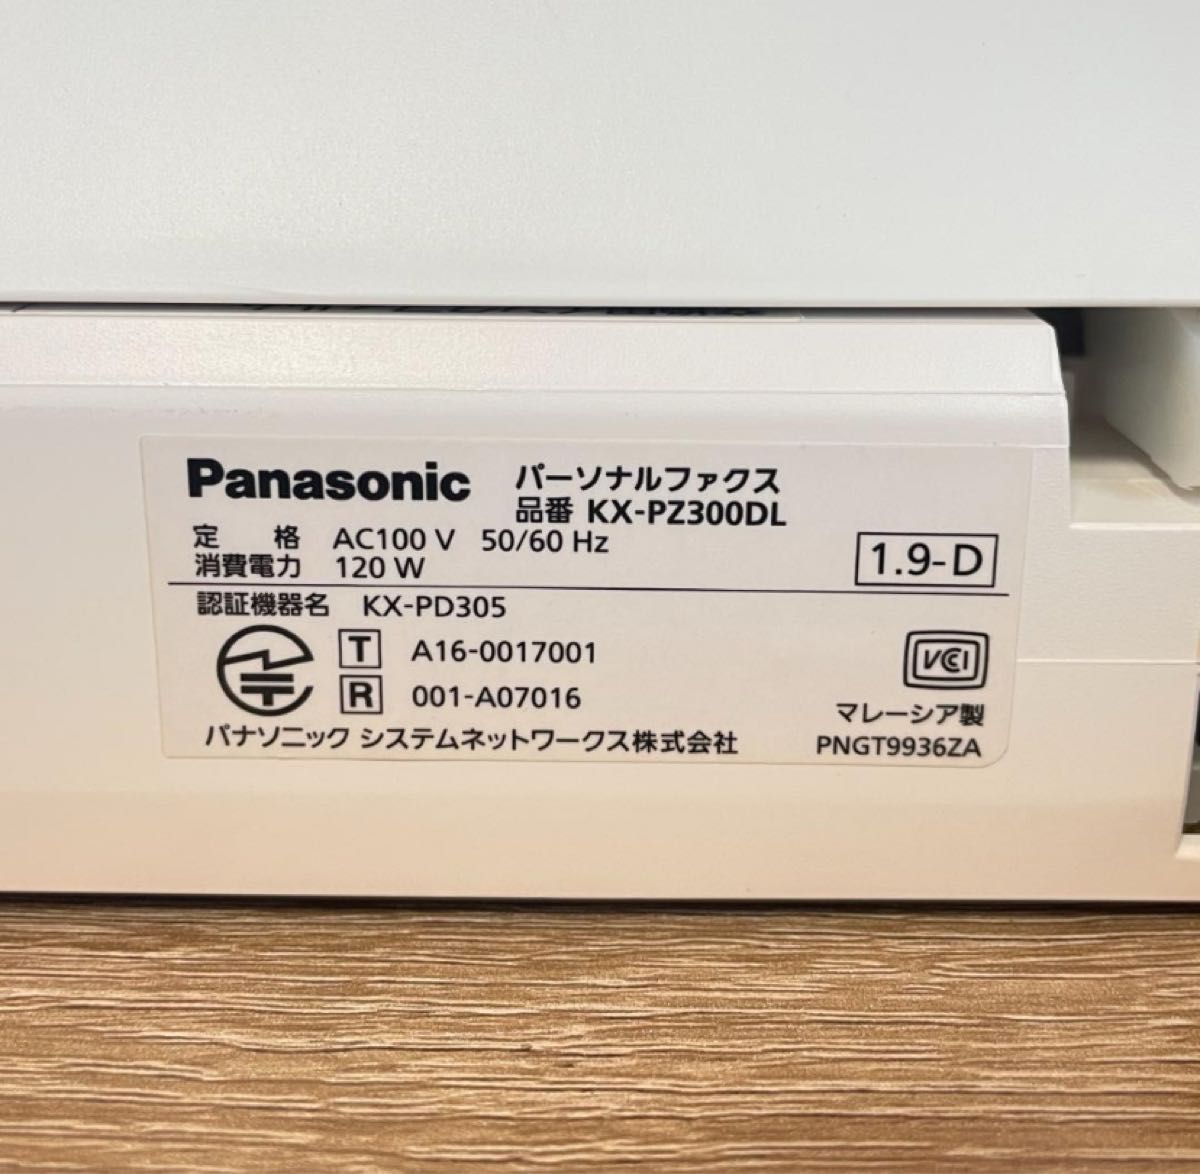 Panasonic パーソナルファクス
品番 KX-PZ300DL
定 格 AC100 V 50/60 Hz
消費電力 120 W
1.9-D
認証機器名 KX-PD305
T A16-0017001
R 001-A07016
VCI
マレーシア製
パナソニック システムネットワークス株式会社 PNGT9936ZA